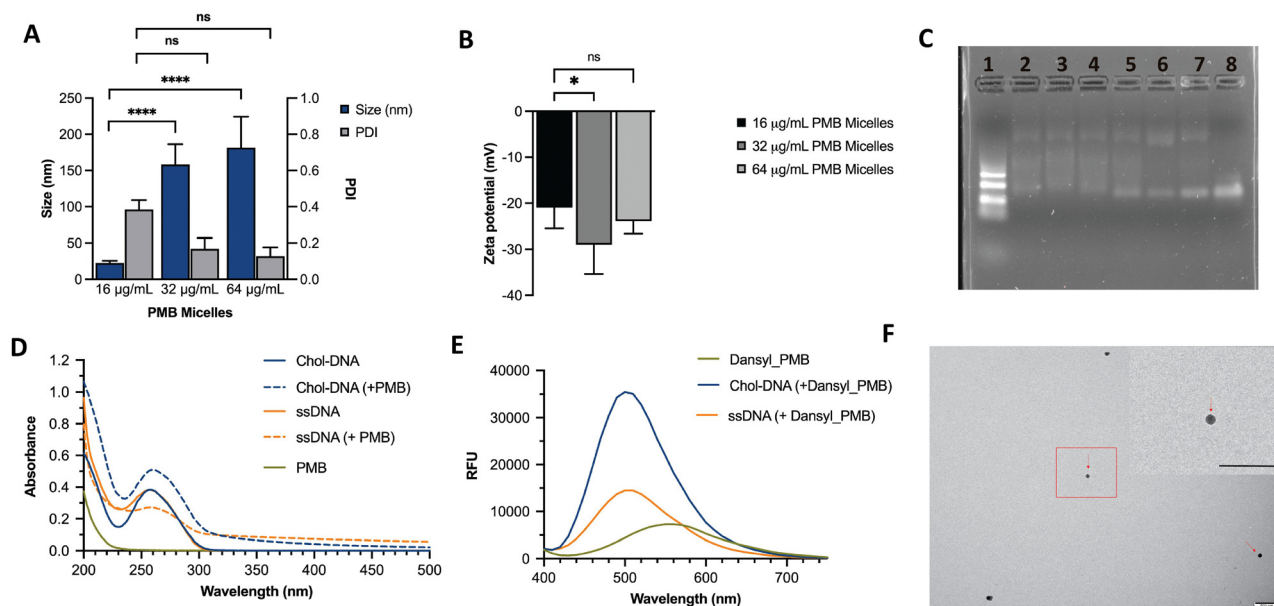 A
ns
ns
****
****
250
200
150
100
50
0
Size (nm)
1.0
0.8
0.6
0.4
0.2
0.0
PDI
Size (nm)
PDI
16 µg/mL 32 µg/mL 64 µg/mL
PMB Micelles
B
ns
*
0
-10
-20
-30
-40
Zeta potential (mV)
16 µg/mL PMB Micelles
32 µg/mL PMB Micelles
64 µg/mL PMB Micelles
C
1 2 3 4 5 6 7 8
D
1.2
1.0
0.8
0.6
0.4
0.2
0.0
Absorbance
200 250 300 350 400 450 500
Wavelength (nm)
Chol-DNA
Chol-DNA (+PMB)
ssDNA
ssDNA (+ PMB)
PMB
E
40000
30000
20000
10000
0
RFU
400 500 600 700
Wavelength (nm)
Dansyl_PMB
Chol-DNA (+Dansyl_PMB)
ssDNA (+ Dansyl_PMB)
F